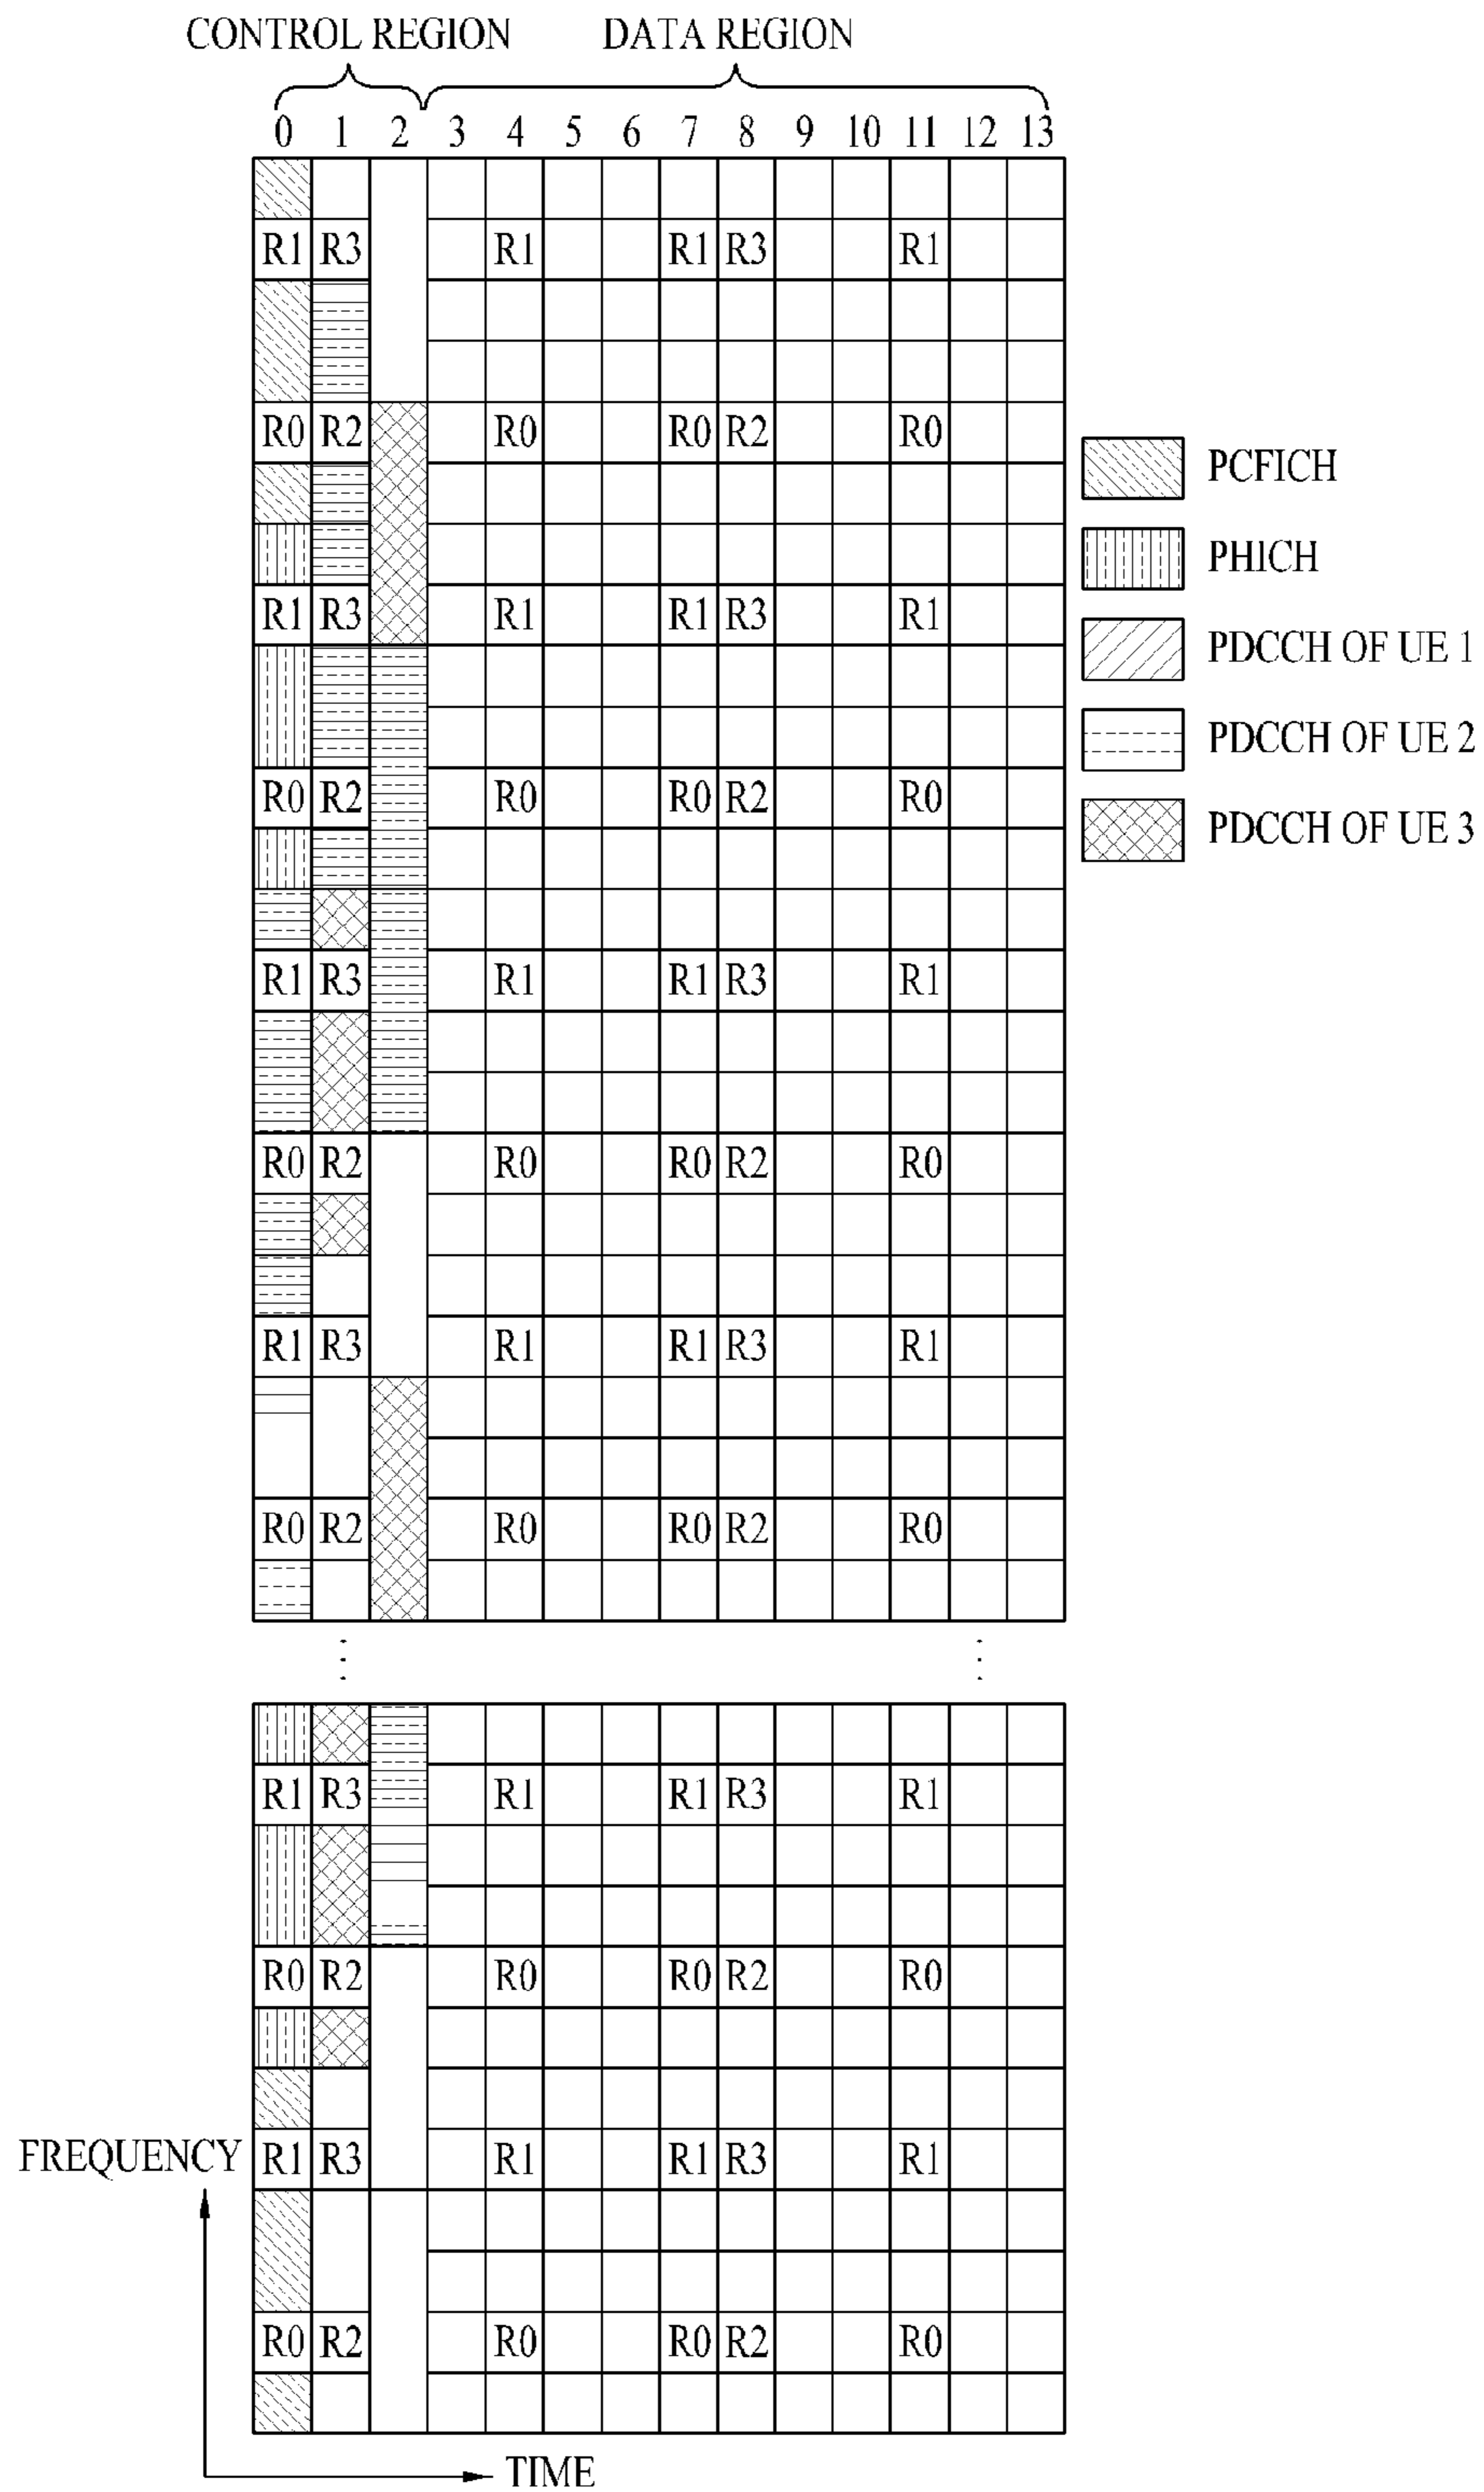 CONTROL REGION DATA REGION
0 1 2 3 4 5 6 7 8 9 10 11 12 13
R1 R3 R1 R1 R3 R1
R0 R2 R0 R0 R2 R0
PCFICH
PHICH
R1 R3 R1 R1 R3 R1
PDCCH OF UE 1
PDCCH OF UE 2
R0 R2 R0 R0 R2 R0
PDCCH OF UE 3
R1 R3 R1 R1 R3 R1
R0 R2 R0 R0 R2 R0
R1 R3 R1 R1 R3 R1
R0 R2 R0 R0 R2 R0
R1 R3 R1 R1 R3 R1
R0 R2 R0 R0 R2 R0
FREQUENCY R1 R3 R1 R1 R3 R1
R0 R2 R0 R0 R2 R0
TIME